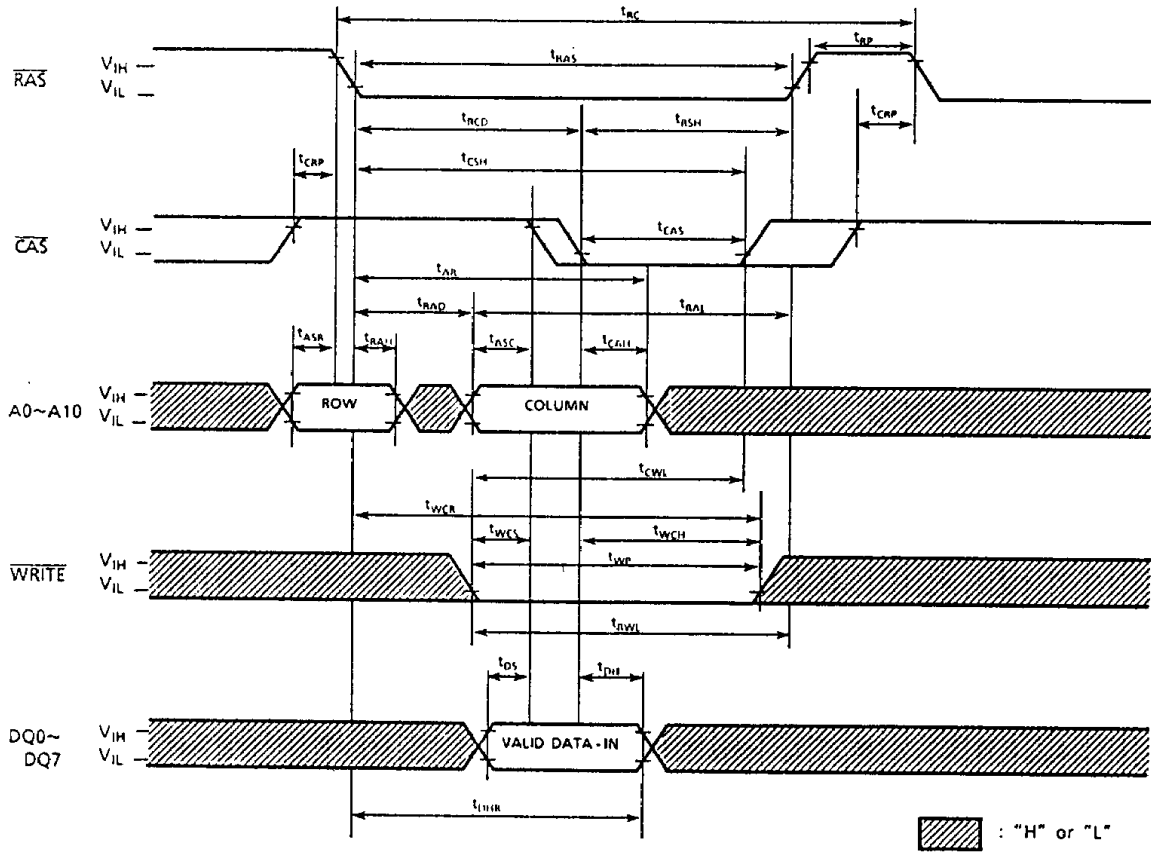 tRC
tRP
tRAS
RAS
VIH
VIL
tRCD
tRSH
tCRP
tCSH
tCRP
CAS
VIH
VIL
tCAS
tAR
tRAD
tRAL
tASR
tRAH
tASC
tCAH
A0~A10
VIH
VIL
ROW
COLUMN
tCWL
tWCR
tWCS
tWCH
WRITE
VIH
VIL
tWP
tRWL
tDS
tDH
DQ0~
DQ7
VIH
VIL
VALID DATA-IN
tDHR
: "H" or "L"